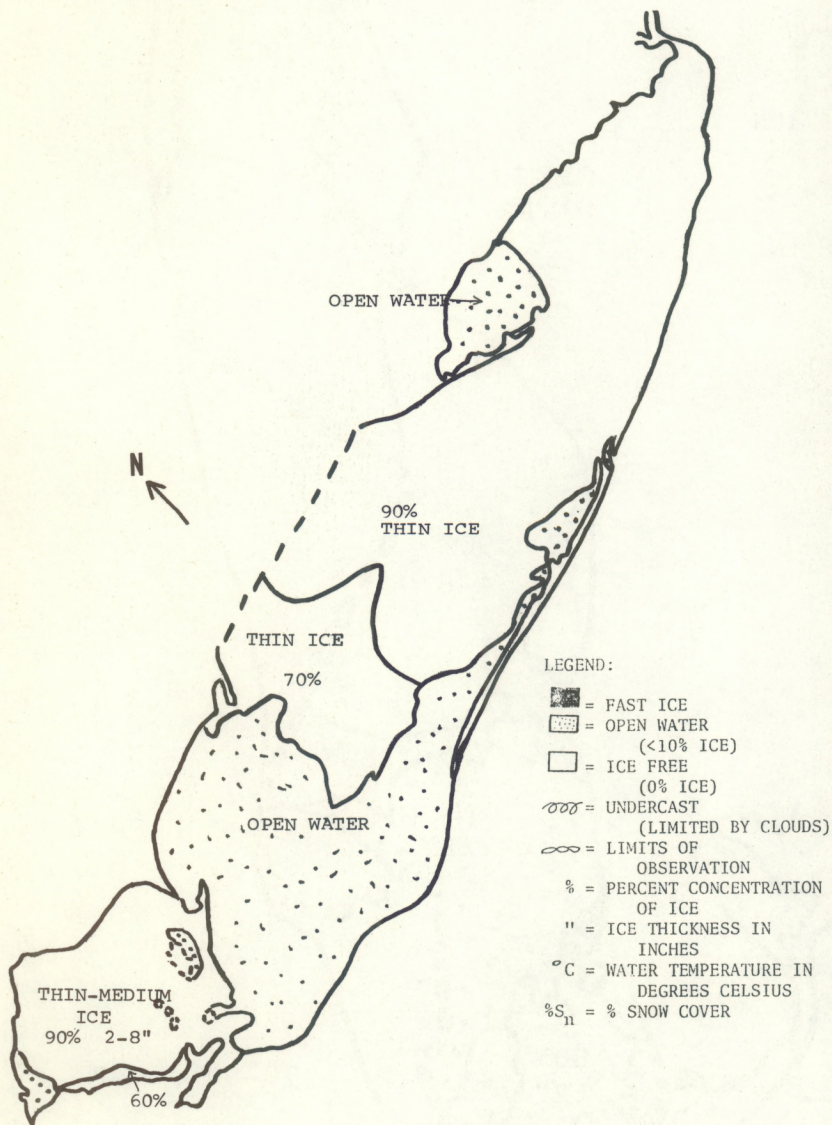 OPEN WATER
N
90%
THIN ICE
THIN ICE
70%
OPEN WATER
THIN-MEDIUM
ICE
90% 2-8"
60%
LEGEND:
= FAST ICE
= OPEN WATER
(<10% ICE)
= ICE FREE
(0% ICE)
= UNDERCAST
(LIMITED BY CLOUDS)
= LIMITS OF
OBSERVATION
% = PERCENT CONCENTRATION
OF ICE
" = ICE THICKNESS IN
INCHES
°C = WATER TEMPERATURE IN
DEGREES CELSIUS
%Sn = % SNOW COVER